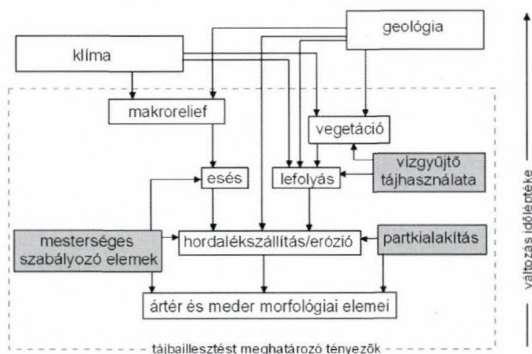 geológia
klíma
makrorelief
vegetáció
esés
lefolyás
vízgyűjtő
tájhasználata
mesterséges
szabályozó elemek
hordalékszállítás/erózió
partkialakítás
ártér és meder morfológiai elemei
tájbaillesztést meghatározó tényezők
változás időléptéke